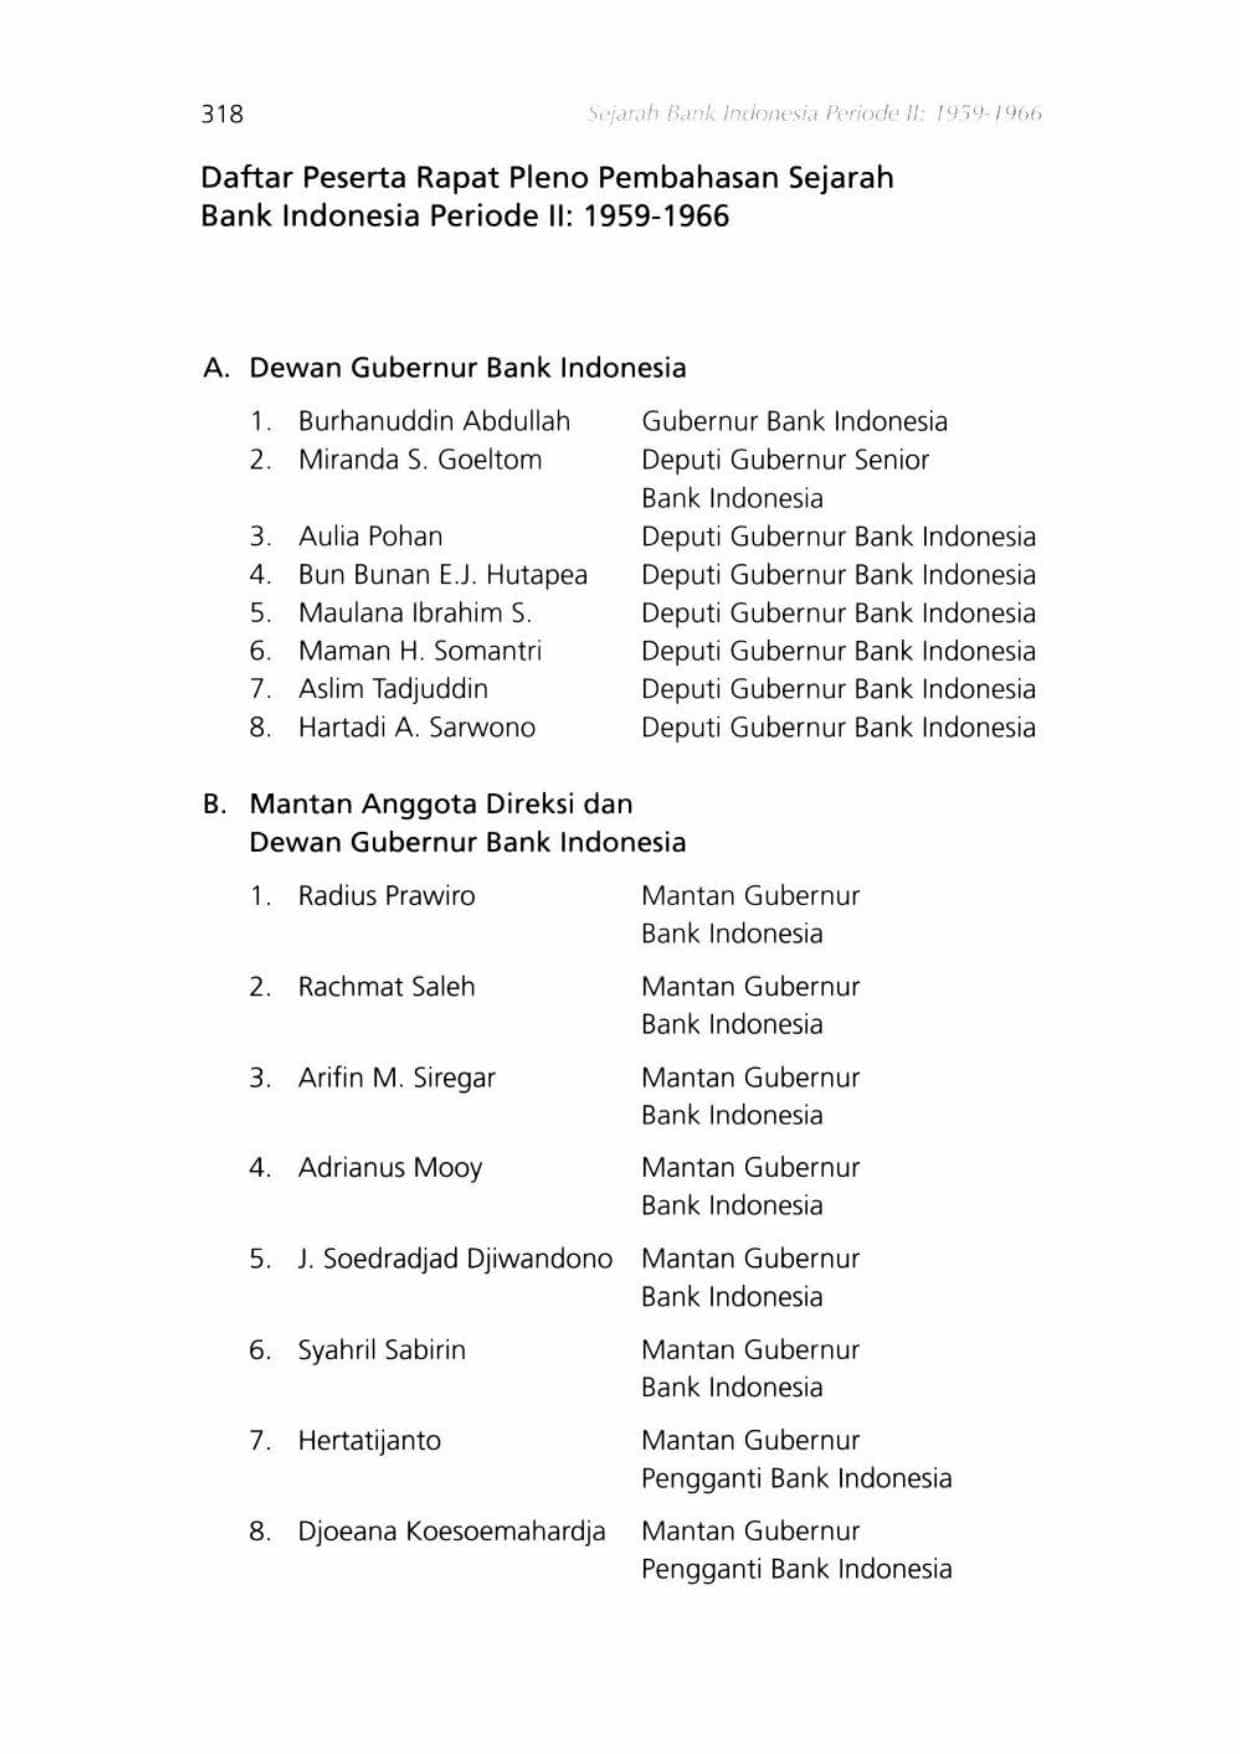 318 Sejarah Bank Indonesia Periode II: 1959-1966
Daftar Peserta Rapat Pleno Pembahasan Sejarah
Bank Indonesia Periode II: 1959-1966
A. Dewan Gubernur Bank Indonesia
1. Burhanuddin Abdullah Gubernur Bank Indonesia
2. Miranda S. Goeltom Deputi Gubernur Senior
Bank Indonesia
3. Aulia Pohan Deputi Gubernur Bank Indonesia
4. Bun Bunan E.J. Hutapea Deputi Gubernur Bank Indonesia
5. Maulana Ibrahim S. Deputi Gubernur Bank Indonesia
6. Maman H. Somantri Deputi Gubernur Bank Indonesia
7. Aslim Tadjuddin Deputi Gubernur Bank Indonesia
8. Hartadi A. Sarwono Deputi Gubernur Bank Indonesia
B. Mantan Anggota Direksi dan
Dewan Gubernur Bank Indonesia
1. Radius Prawiro Mantan Gubernur
Bank Indonesia
2. Rachmat Saleh Mantan Gubernur
Bank Indonesia
3. Arifin M. Siregar Mantan Gubernur
Bank Indonesia
4. Adrianus Mooy Mantan Gubernur
Bank Indonesia
5. J. Soedradjad Djiwandono Mantan Gubernur
Bank Indonesia
6. Syahril Sabirin Mantan Gubernur
Bank Indonesia
7. Hertatijanto Mantan Gubernur
Pengganti Bank Indonesia
8. Djoeana Koesoemahardja Mantan Gubernur
Pengganti Bank Indonesia